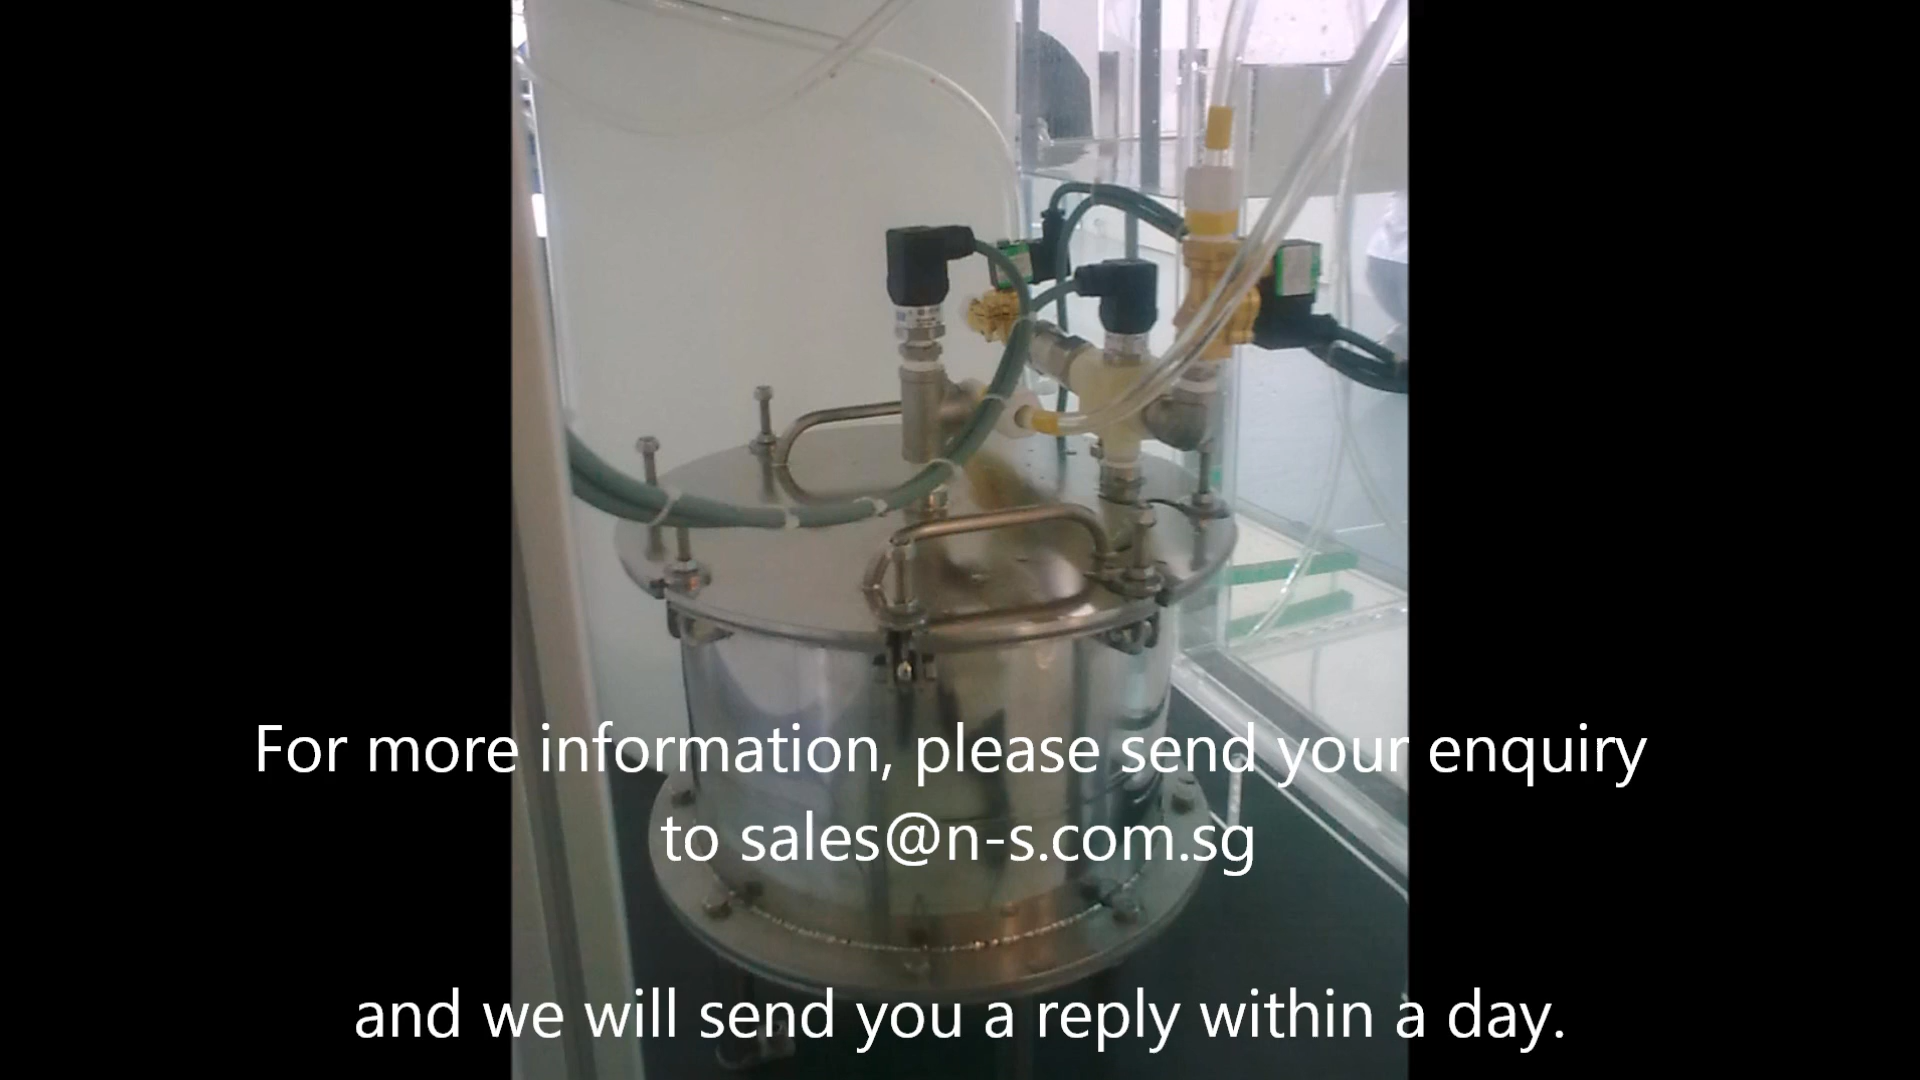 For more information, please send your enquiry
to sales@n-s.com.sg
and we will send you a reply within a day.